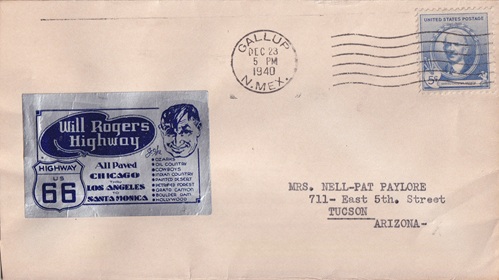 GALLUP
DEC 23
5 PM
1940
N.MEX.
UNITED STATES POSTAGE
5¢
Will Rogers
Highway
HIGHWAY
US
66
All Paved
CHICAGO
THRU
LOS ANGELES
TO
SANTA MONICA
OZARKS
OIL COUNTRY
COWBOYS
INDIAN COUNTRY
PAINTED DESERT
PETRIFIED FOREST
GRAND CANYON
BOULDER DAM
HOLLYWOOD
MRS. NELL-PAT PAYLORE
711- East 5th. Street
TUCSON
ARIZONA-